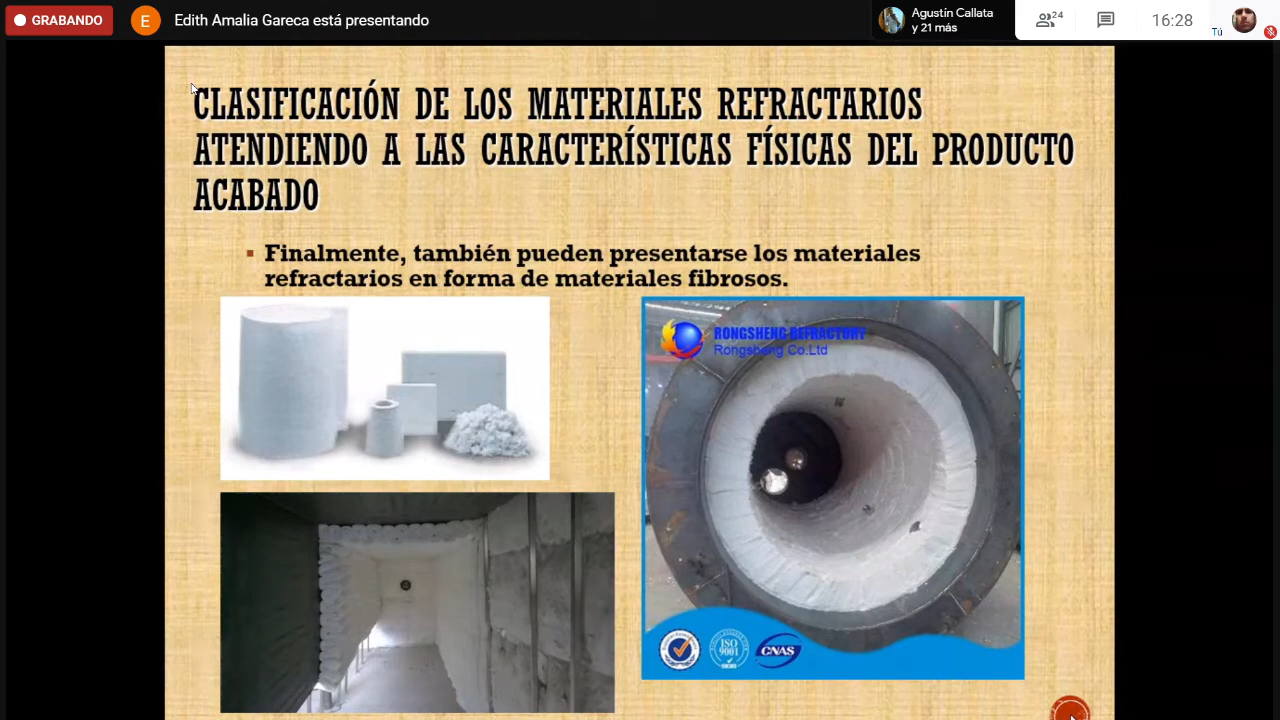 GRABANDO
E
Edith Amalia Gareca está presentando
Agustín Callata
y 21 más
24
16:28
Tú
CLASIFICACIÓN DE LOS MATERIALES REFRACTARIOS
ATENDIENDO A LAS CARACTERÍSTICAS FÍSICAS DEL PRODUCTO
ACABADO
Finalmente, también pueden presentarse los materiales
refractarios en forma de materiales fibrosos.
RONGSHENG REFRACTORY
Rongsheng Co.Ltd
ISO
9001
CNAS